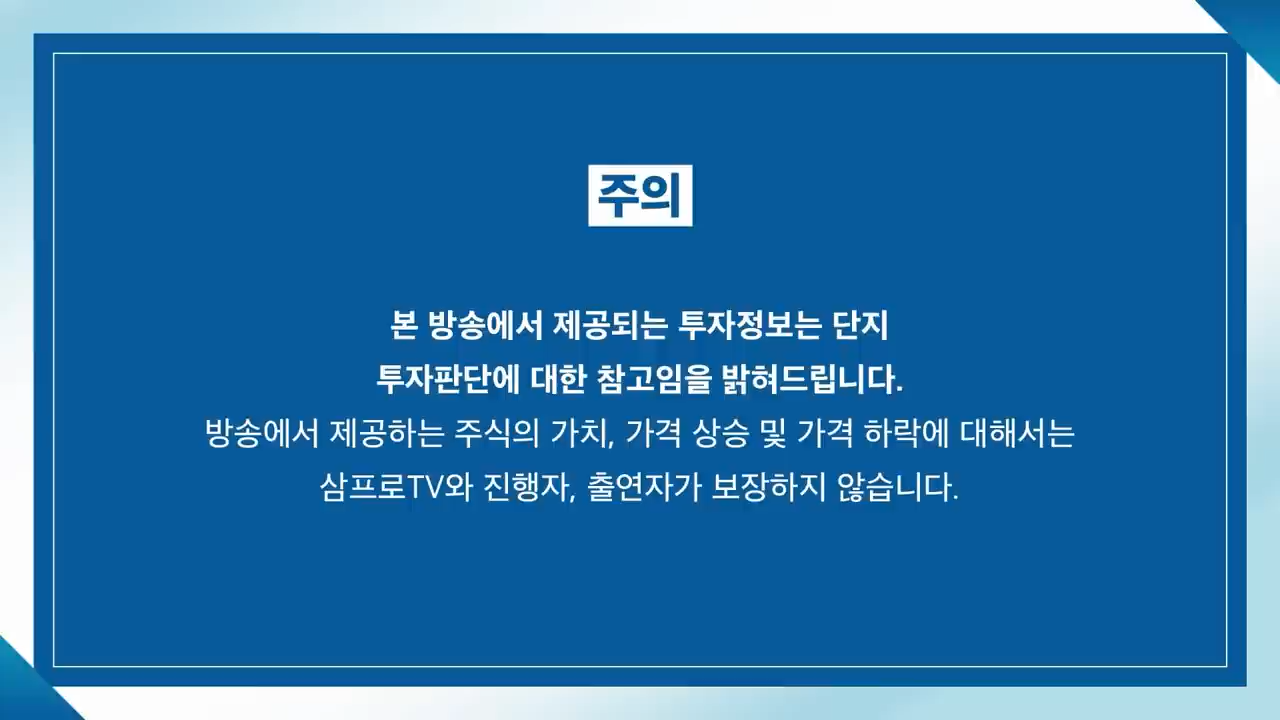 주의
본 방송에서 제공되는 투자정보는 단지
투자판단에 대한 참고임을 밝혀드립니다.
방송에서 제공하는 주식의 가치, 가격 상승 및 가격 하락에 대해서는
삼프로TV와 진행자, 출연자가 보장하지 않습니다.